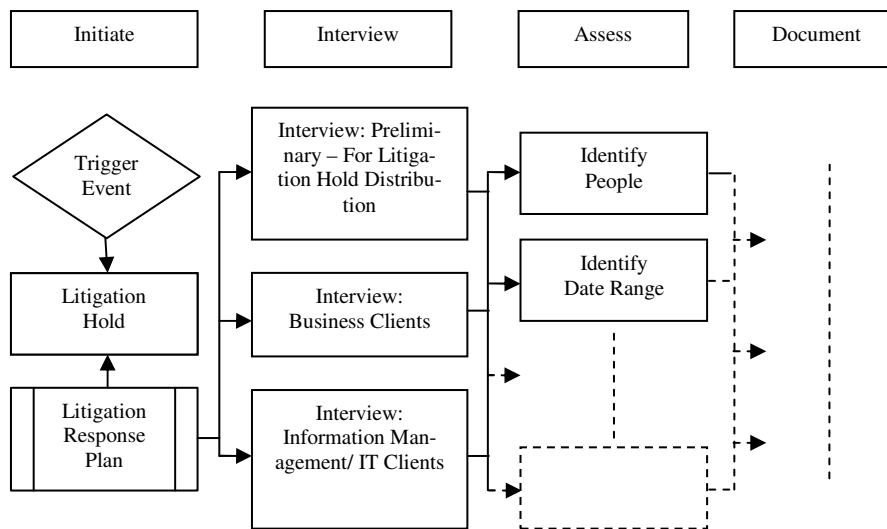 Initiate
Interview
Assess
Document
Trigger
Event
Litigation
Hold
Litigation
Response
Plan
Interview: Prelimi-
nary – For Litiga-
tion Hold Distribu-
tion
Interview:
Business Clients
Interview:
Information Man-
agement/ IT Clients
Identify
People
Identify
Date Range